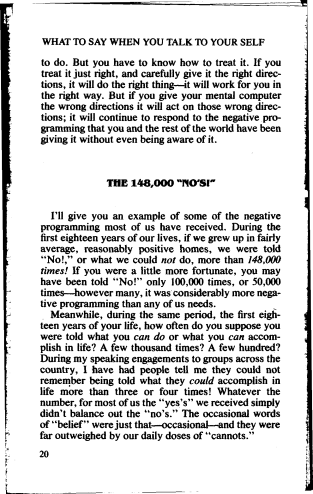 WHAT TO SAY WHEN YOU TALK TO YOUR SELF
to do. But you have to know how to treat it. If you
treat it just right, and carefully give it the right direc-
tions, it will do the right thing—it will work for you in
the right way. But if you give your mental computer
the wrong directions it will act on those wrong direc-
tions; it will continue to respond to the negative pro-
gramming that you and the rest of the world have been
giving it without even being aware of it.
THE 148,000 "NO'S!"
I'll give you an example of some of the negative
programming most of us have received. During the
first eighteen years of our lives, if we grew up in fairly
average, reasonably positive homes, we were told
"No!," or what we could not do, more than 148,000
times! If you were a little more fortunate, you may
have been told "No!" only 100,000 times, or 50,000
times—however many, it was considerably more nega-
tive programming than any of us needs.
Meanwhile, during the same period, the first eigh-
teen years of your life, how often do you suppose you
were told what you can do or what you can accom-
plish in life? A few thousand times? A few hundred?
During my speaking engagements to groups across the
country, I have had people tell me they could not
remember being told what they could accomplish in
life more than three or four times! Whatever the
number, for most of us the "yes's" we received simply
didn't balance out the "no's." The occasional words
of "belief" were just that—occasional—and they were
far outweighed by our daily doses of "cannots."
20